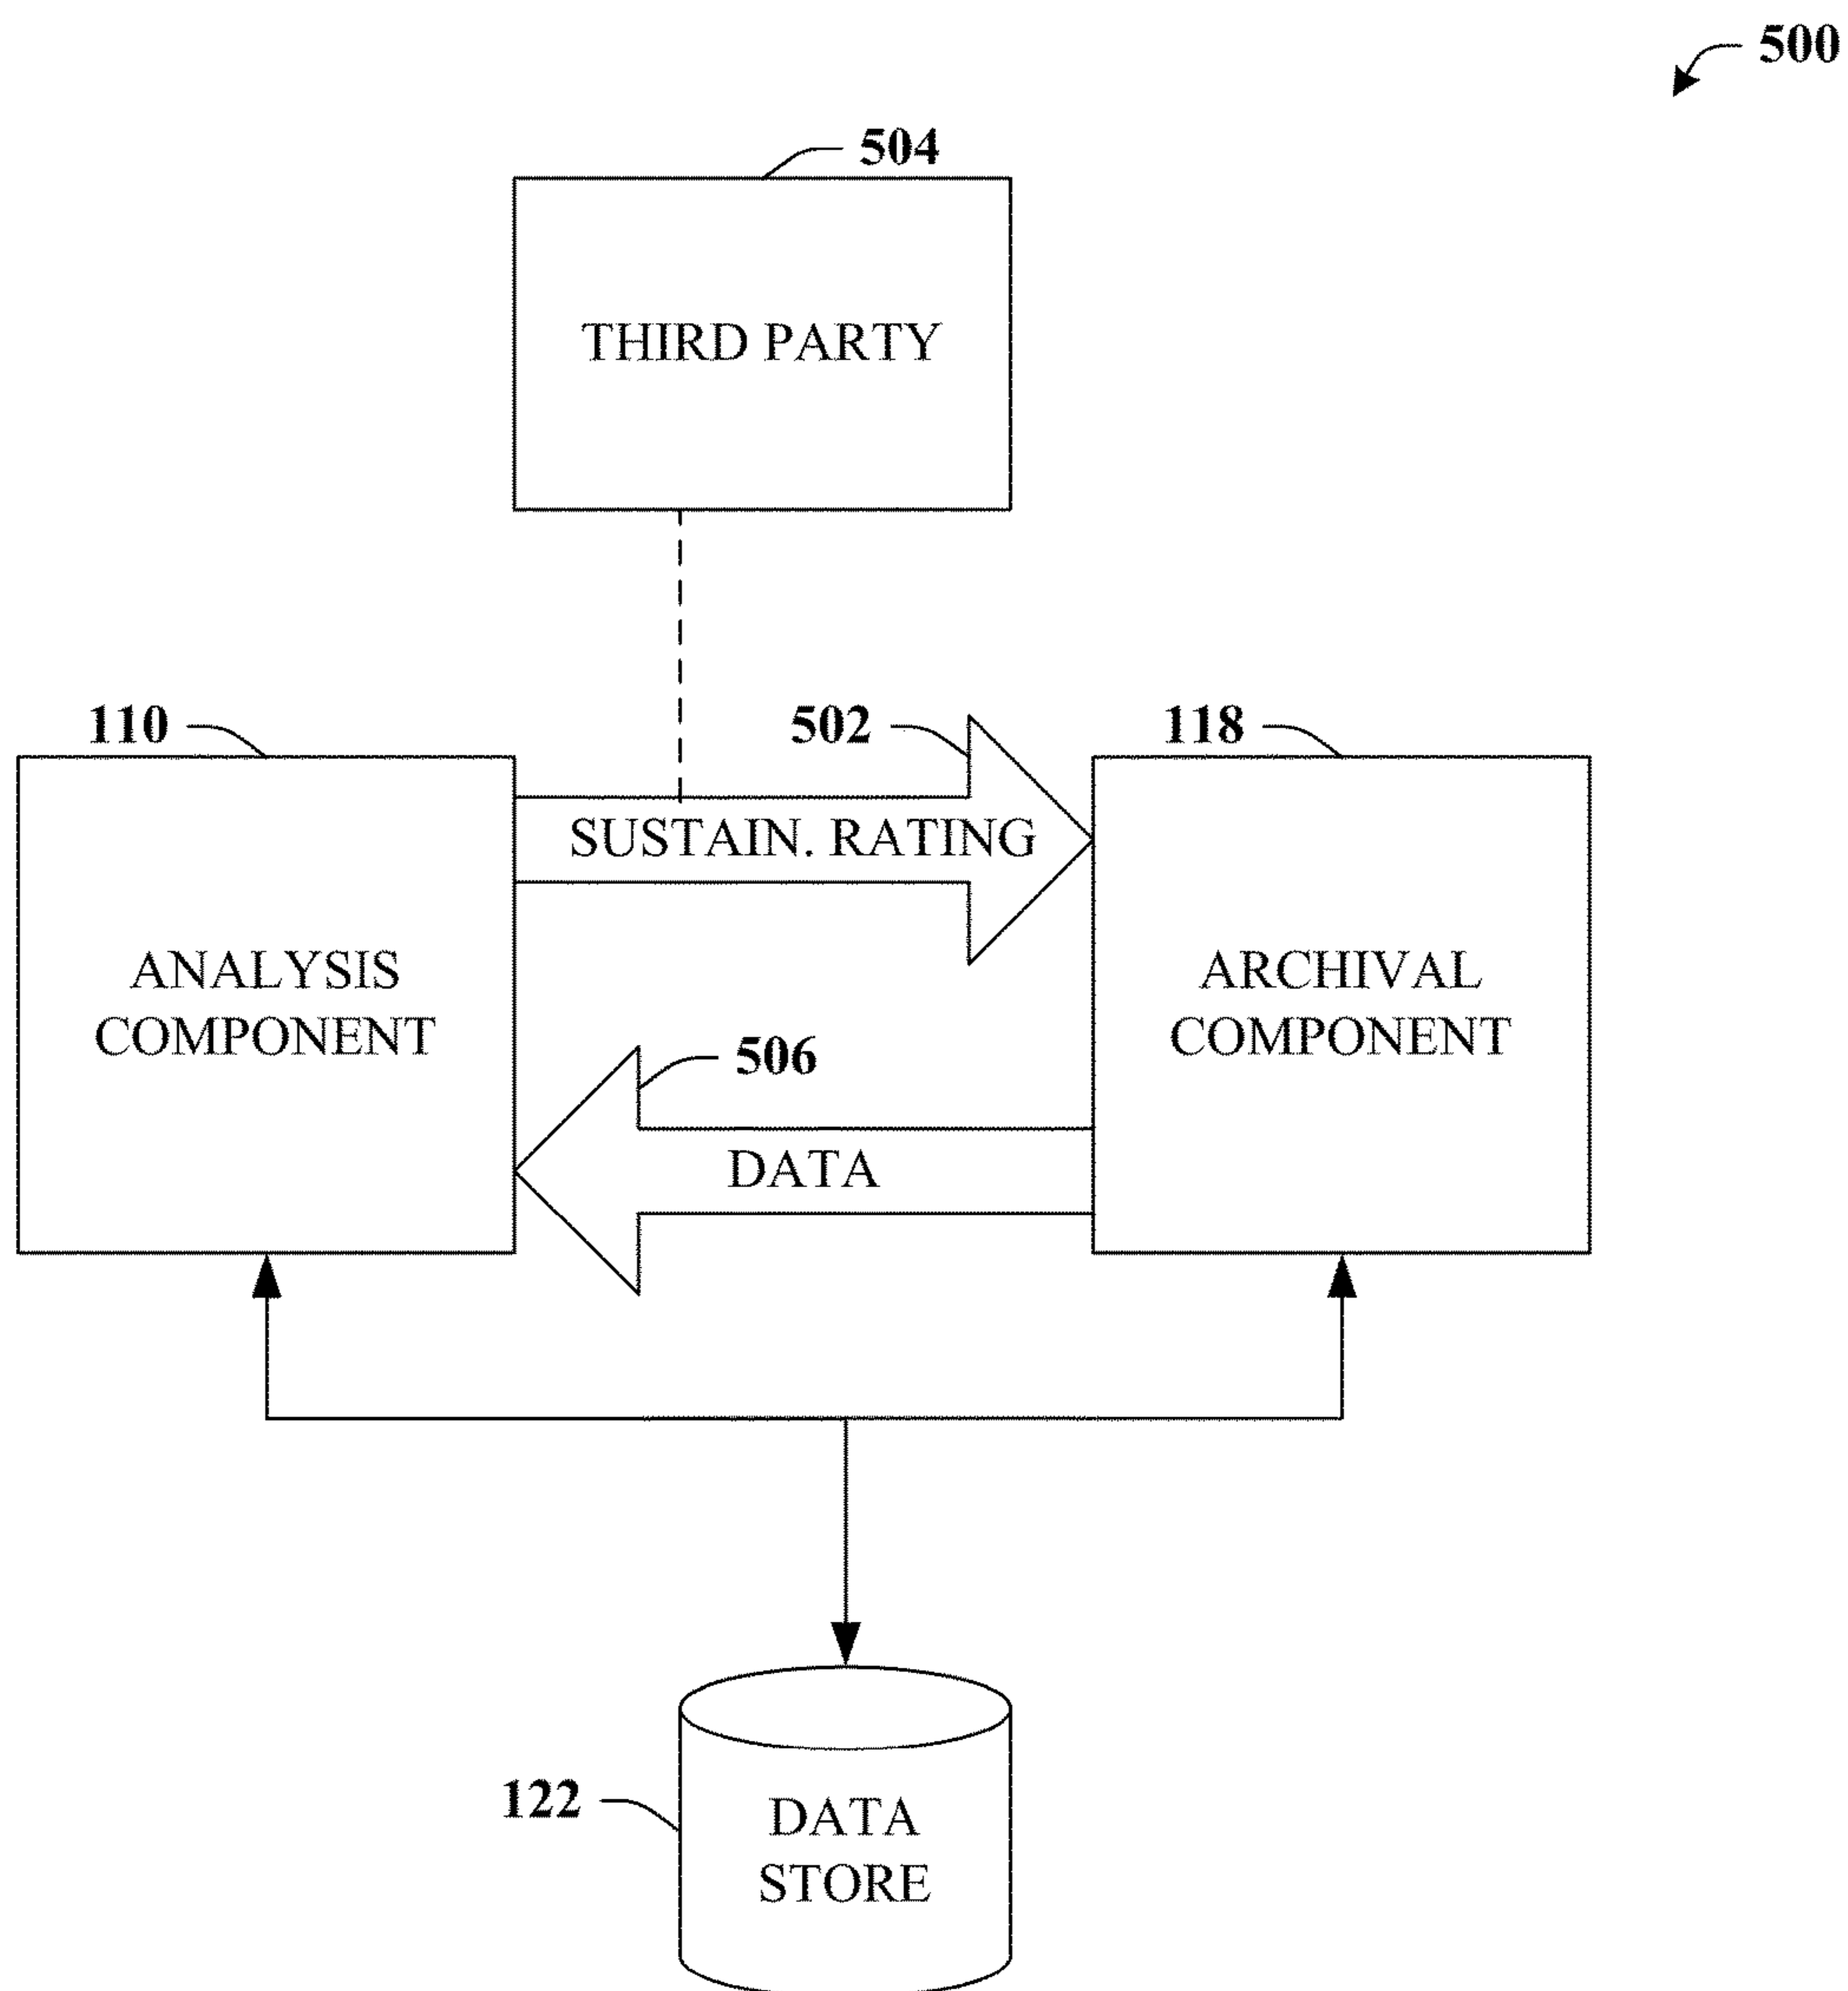 500
504
THIRD PARTY
110
502
118
SUSTAIN. RATING
ANALYSIS
COMPONENT
ARCHIVAL
COMPONENT
506
DATA
122
DATA
STORE